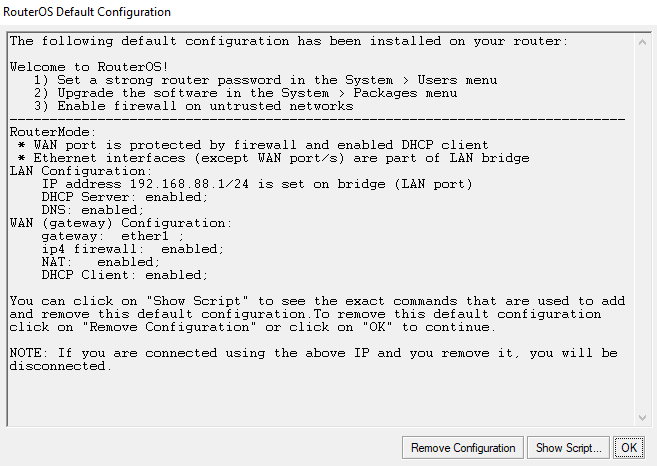 RouterOS Default Configuration
The following default configuration has been installed on your router:
Welcome to RouterOS!
1) Set a strong router password in the System > Users menu
2) Upgrade the software in the System > Packages menu
3) Enable firewall on untrusted networks
-----------------------------------------------------------------------------
RouterMode:
* WAN port is protected by firewall and enabled DHCP client
* Ethernet interfaces (except WAN port/s) are part of LAN bridge
LAN Configuration:
IP address 192.168.88.1/24 is set on bridge (LAN port)
DHCP Server: enabled;
DNS: enabled;
WAN (gateway) Configuration:
gateway:  ether1 ;
ip4 firewall:  enabled;
NAT:   enabled;
DHCP Client: enabled;
You can click on "Show Script" to see the exact commands that are used to add
and remove this default configuration.To remove this default configuration
click on "Remove Configuration" or click on "OK" to continue.
NOTE: If you are connected using the above IP and you remove it, you will be
disconnected.
Remove Configuration Show Script... OK